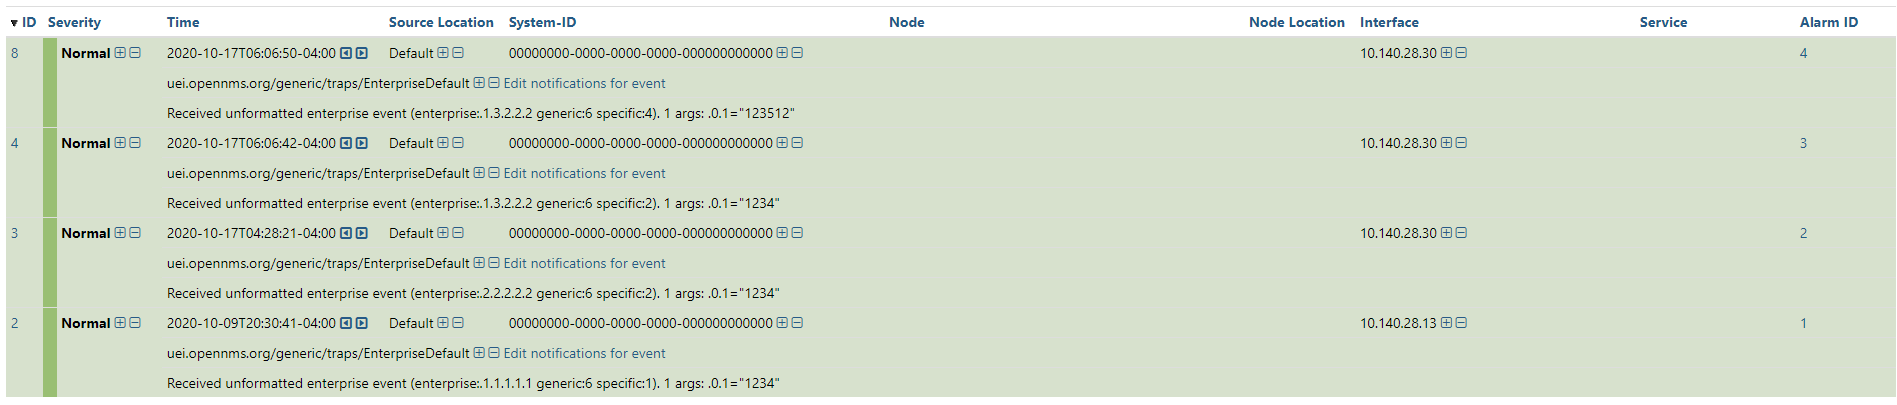 ID Severity Time Source Location System-ID Node Node Location Interface Service Alarm ID
8 Normal 2020-10-17T06:06:50-04:00 Default 00000000-0000-0000-0000-000000000000 10.140.28.30 4
uei.opennms.org/generic/traps/EnterpriseDefault Edit notifications for event
Received unformatted enterprise event (enterprise:.1.3.2.2.2 generic:6 specific:4). 1 args: .0.1="123512"
4 Normal 2020-10-17T06:06:42-04:00 Default 00000000-0000-0000-0000-000000000000 10.140.28.30 3
uei.opennms.org/generic/traps/EnterpriseDefault Edit notifications for event
Received unformatted enterprise event (enterprise:.1.3.2.2.2 generic:6 specific:2). 1 args: .0.1="1234"
3 Normal 2020-10-17T04:28:21-04:00 Default 00000000-0000-0000-0000-000000000000 10.140.28.30 2
uei.opennms.org/generic/traps/EnterpriseDefault Edit notifications for event
Received unformatted enterprise event (enterprise:.2.2.2.2.2 generic:6 specific:2). 1 args: .0.1="1234"
2 Normal 2020-10-09T20:30:41-04:00 Default 00000000-0000-0000-0000-000000000000 10.140.28.13 1
uei.opennms.org/generic/traps/EnterpriseDefault Edit notifications for event
Received unformatted enterprise event (enterprise:.1.1.1.1.1 generic:6 specific:1). 1 args: .0.1="1234"